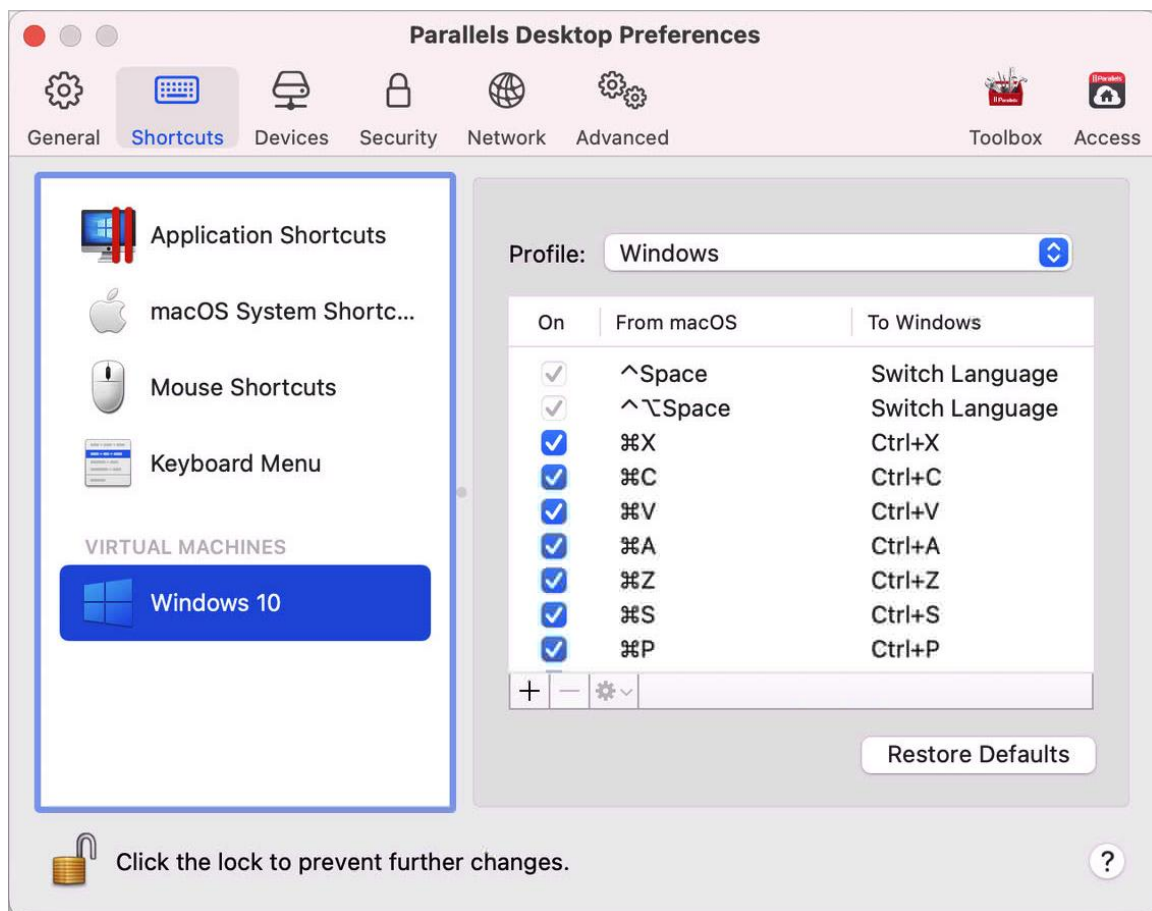 Parallels Desktop Preferences
General Shortcuts Devices Security Network Advanced Toolbox Access
Application Shortcuts
macOS System Shortc...
Mouse Shortcuts
Keyboard Menu
VIRTUAL MACHINES
Windows 10
Profile: Windows
On From macOS To Windows
^Space Switch Language
^⌥Space Switch Language
⌘X Ctrl+X
⌘C Ctrl+C
⌘V Ctrl+V
⌘A Ctrl+A
⌘Z Ctrl+Z
⌘S Ctrl+S
⌘P Ctrl+P
Restore Defaults
Click the lock to prevent further changes. ?